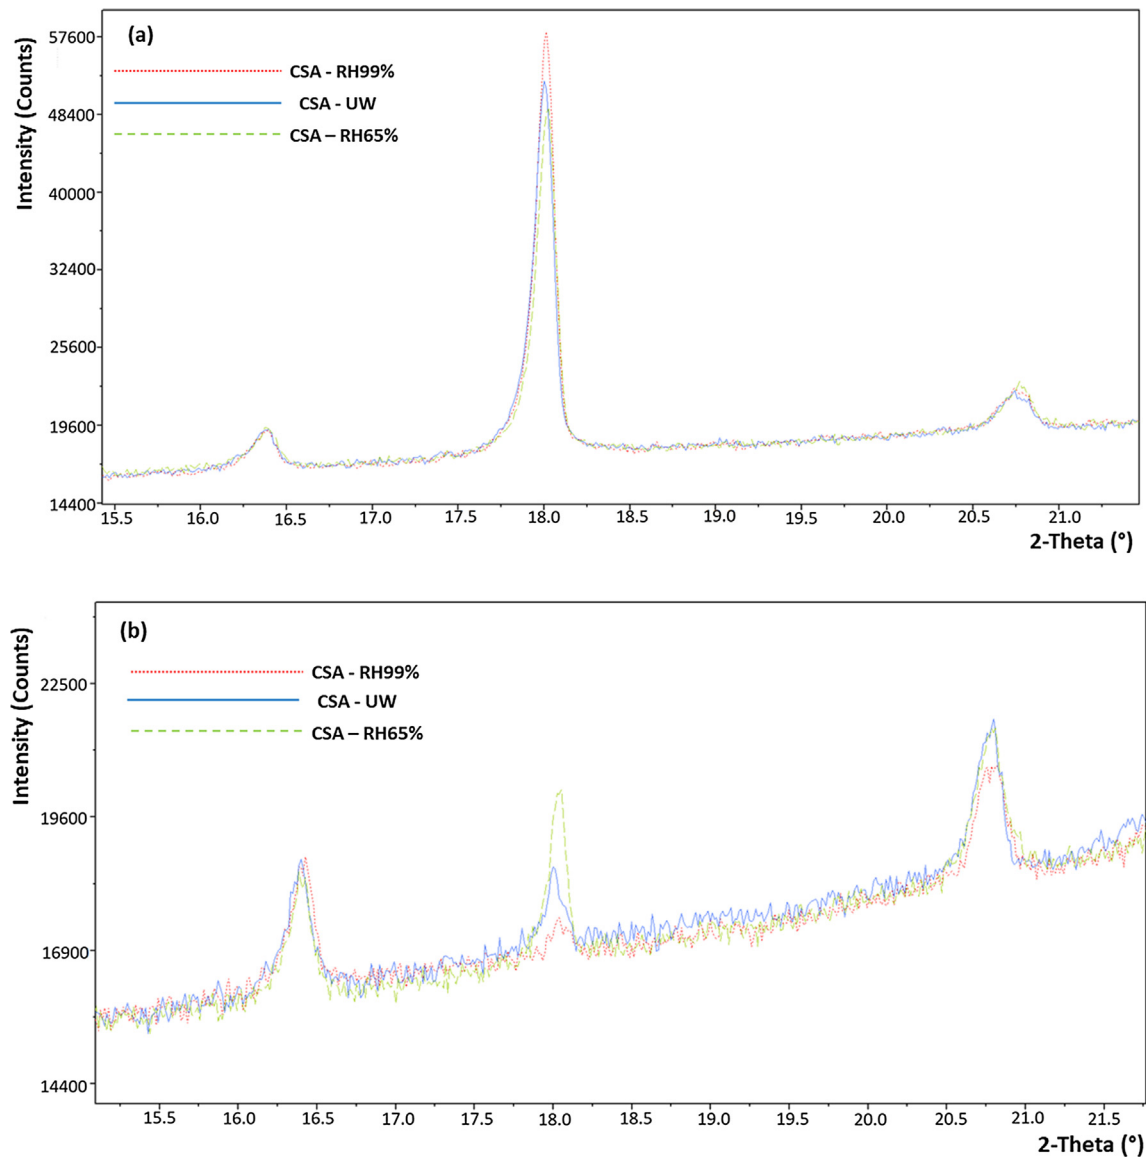 (a)
Intensity (Counts)
57600
48400
40000
32400
25600
19600
14400
CSA - RH99%
CSA - UW
CSA – RH65%
15.5 16.0 16.5 17.0 17.5 18.0 18.5 19.0 19.5 20.0 20.5 21.0
2-Theta (°)
(b)
Intensity (Counts)
22500
19600
16900
14400
CSA - RH99%
CSA - UW
CSA – RH65%
15.5 16.0 16.5 17.0 17.5 18.0 18.5 19.0 19.5 20.0 20.5 21.0 21.5
2-Theta (°)